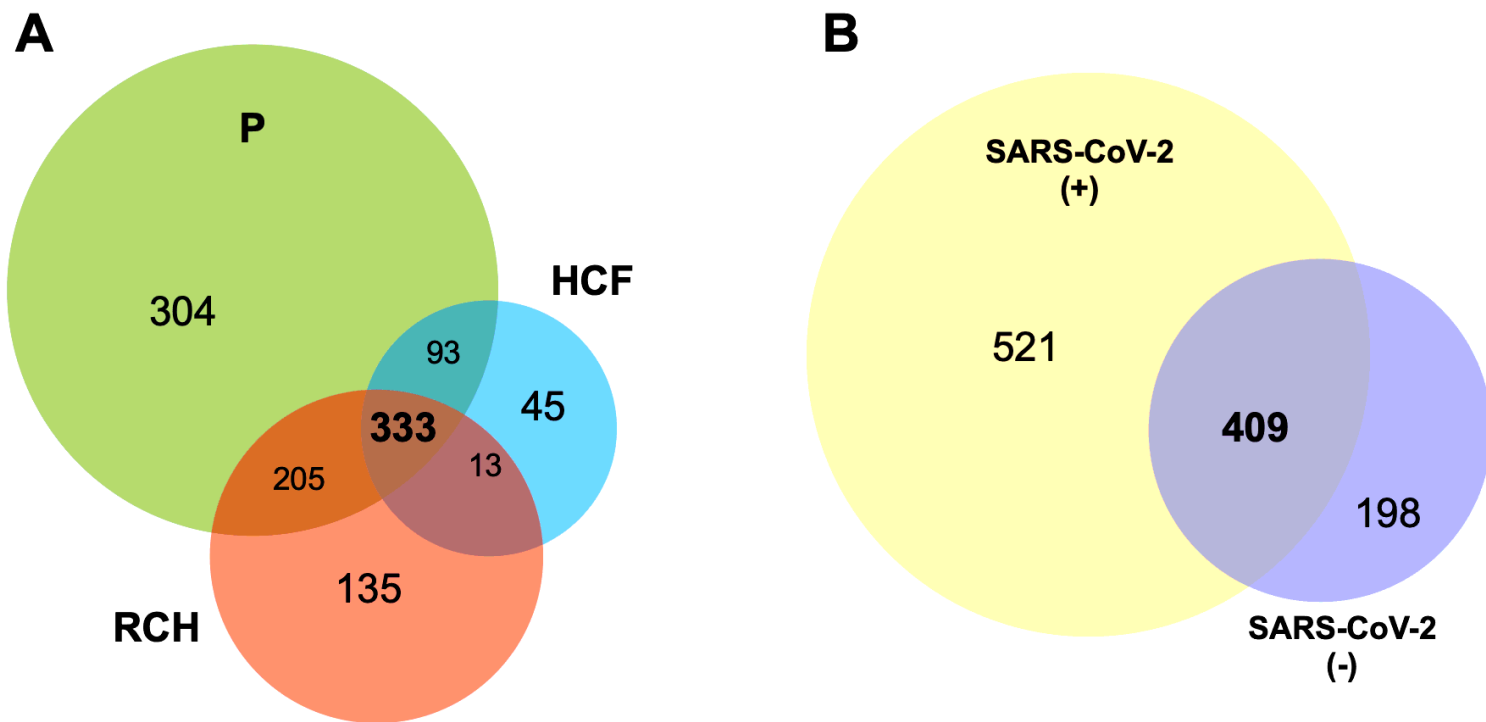 A
P
HCF
304
93
45
333
205
13
135
RCH
B
SARS-CoV-2
(+)
521
409
198
SARS-CoV-2
(-)